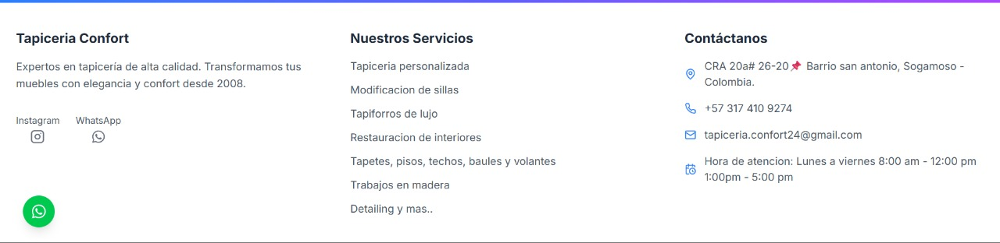 Tapiceria Confort
Expertos en tapicería de alta calidad. Transformamos tus
muebles con elegancia y confort desde 2008.
Instagram
WhatsApp
Nuestros Servicios
Tapiceria personalizada
Modificacion de sillas
Tapiforros de lujo
Restauracion de interiores
Tapetes, pisos, techos, baules y volantes
Trabajos en madera
Detailing y mas..
Contáctanos
CRA 20a# 26-20📌 Barrio san antonio, Sogamoso -
Colombia.
+57 317 410 9274
tapiceria.confort24@gmail.com
Hora de atencion: Lunes a viernes 8:00 am - 12:00 pm
1:00pm - 5:00 pm